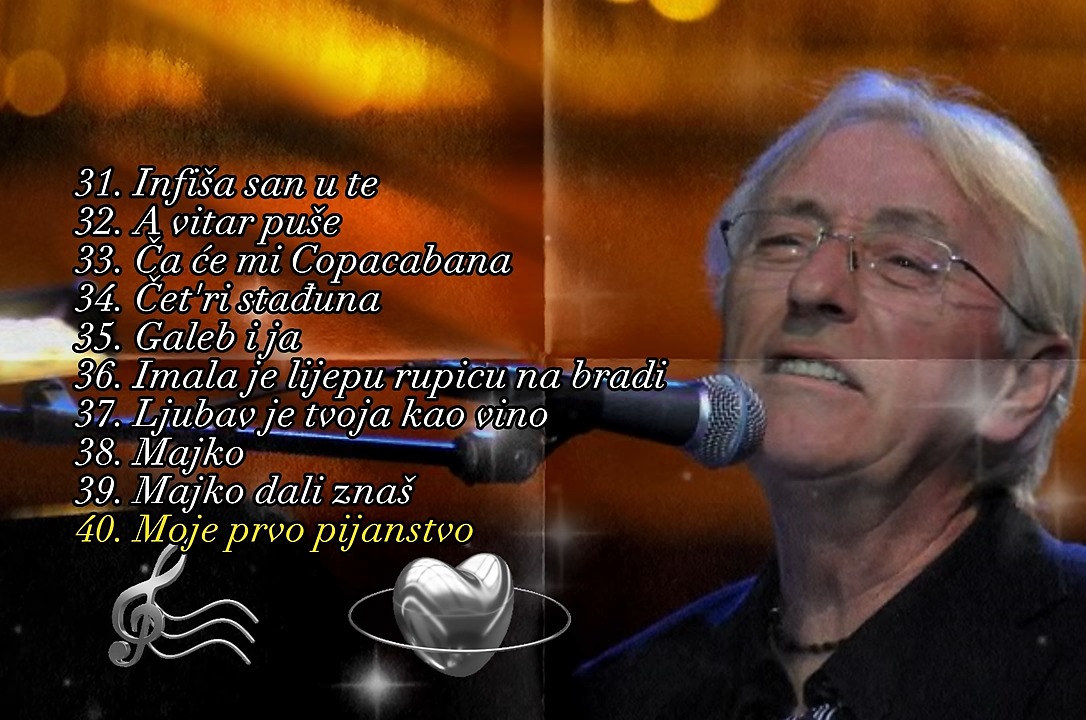 31. Infiša san u te
32. A vitar puše
33. Ča će mi Copacabana
34. Čet'ri stađuna
35. Galeb i ja
36. Imala je lijepu rupicu na bradi
37. Ljubav je tvoja kao vino
38. Majko
39. Majko dali znaš
40. Moje prvo pijanstvo